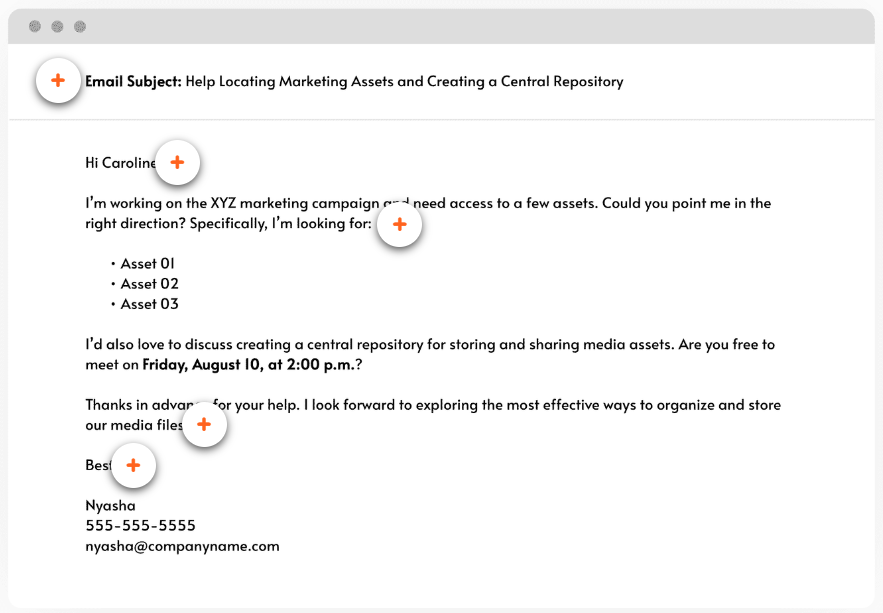 Email Subject: Help Locating Marketing Assets and Creating a Central Repository
Hi Caroline
I'm working on the XYZ marketing campaign and need access to a few assets. Could you point me in the
right direction? Specifically, I'm looking for:
• Asset 01
• Asset 02
• Asset 03
I'd also love to discuss creating a central repository for storing and sharing media assets. Are you free to
meet on Friday, August 10, at 2:00 p.m.?
Thanks in advance for your help. I look forward to exploring the most effective ways to organize and store
our media files
Best
Nyasha
555-555-5555
nyasha@companyname.com